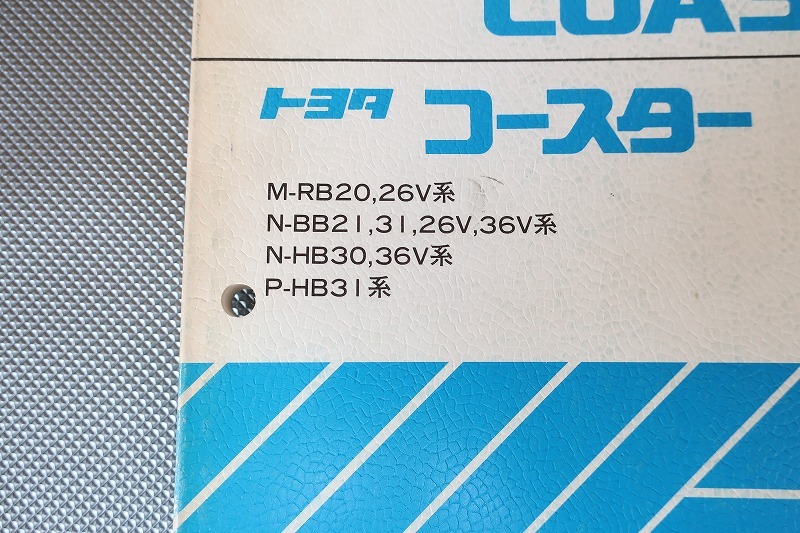 COAS
トヨタ コースター
M-RB20,26V系
N-BB21,31,26V,36V系
N-HB30,36V系
P-HB31系